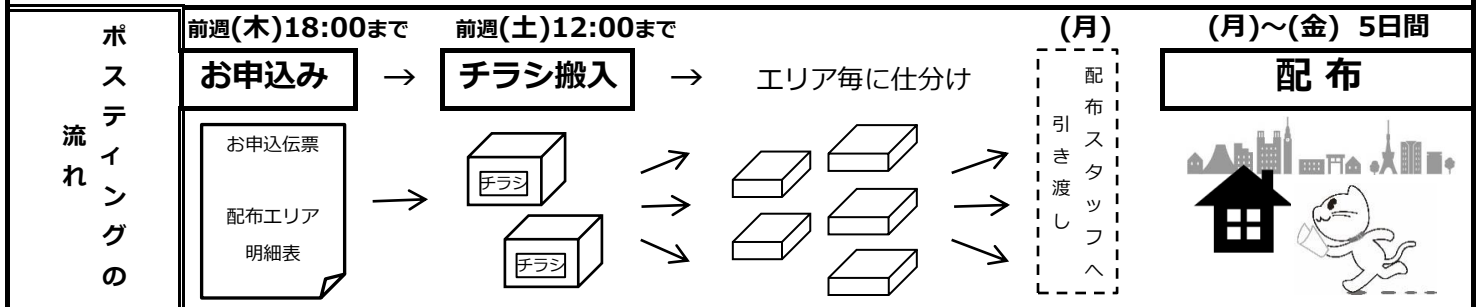 ポスティングの
流れ
前週(木)18:00まで
お申込み
→
お申込伝票
配布エリア
明細表
前週(土)12:00まで
チラシ搬入
→
チラシ
チラシ
エリア毎に仕分け
(月)
配布スタッフへ
引き渡し
(月)～(金) 5日間
配 布